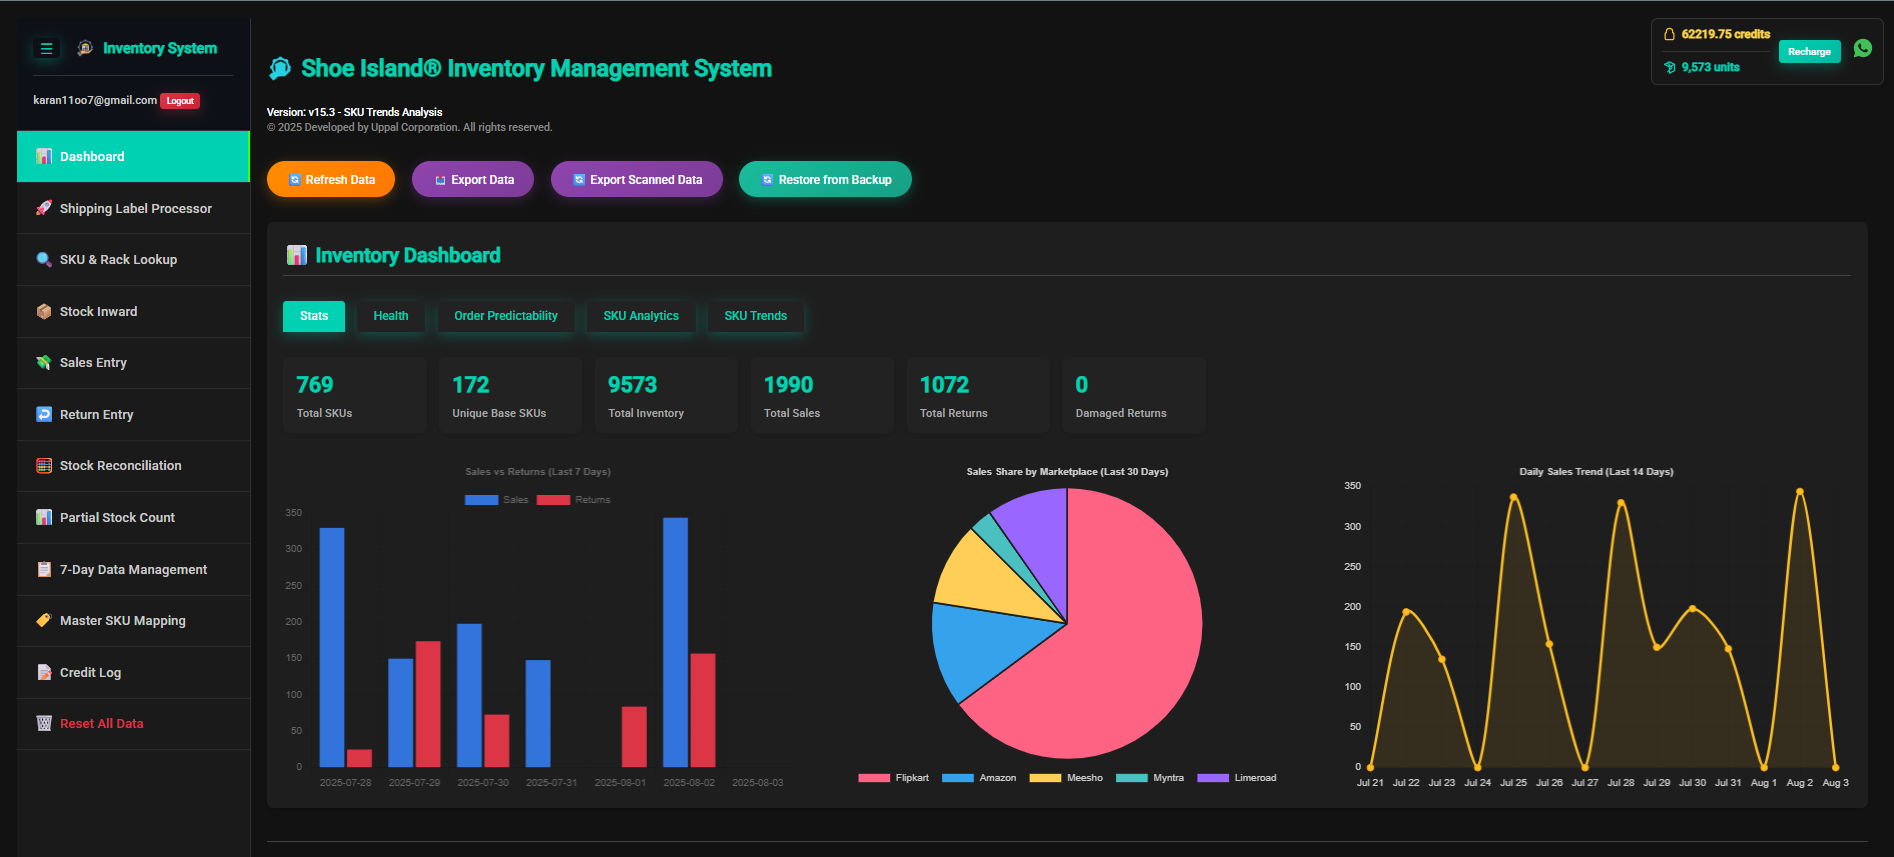 ☰ Inventory System
karan11oo7@gmail.com Logout
Dashboard
Shipping Label Processor
SKU & Rack Lookup
Stock Inward
Sales Entry
Return Entry
Stock Reconciliation
Partial Stock Count
7-Day Data Management
Master SKU Mapping
Credit Log
Reset All Data
62219.75 credits
9,573 units
Recharge
Shoe Island® Inventory Management System
Version: v15.3 - SKU Trends Analysis
© 2025 Developed by Uppal Corporation. All rights reserved.
Refresh Data Export Data Export Scanned Data Restore from Backup
Inventory Dashboard
Stats Health Order Predictability SKU Analytics SKU Trends
769 172 9573 1990 1072 0
Total SKUs Unique Base SKUs Total Inventory Total Sales Total Returns Damaged Returns
Sales vs Returns (Last 7 Days)
Sales Returns
350
300
250
200
150
100
50
0
2025-07-28 2025-07-29 2025-07-30 2025-07-31 2025-08-01 2025-08-02 2025-08-03
Sales Share by Marketplace (Last 30 Days)
Flipkart Amazon Meesho Myntra Limeroad
Daily Sales Trend (Last 14 Days)
350
300
250
200
150
100
50
0
Jul 21 Jul 22 Jul 23 Jul 24 Jul 25 Jul 26 Jul 27 Jul 28 Jul 29 Jul 30 Jul 31 Aug 1 Aug 2 Aug 3